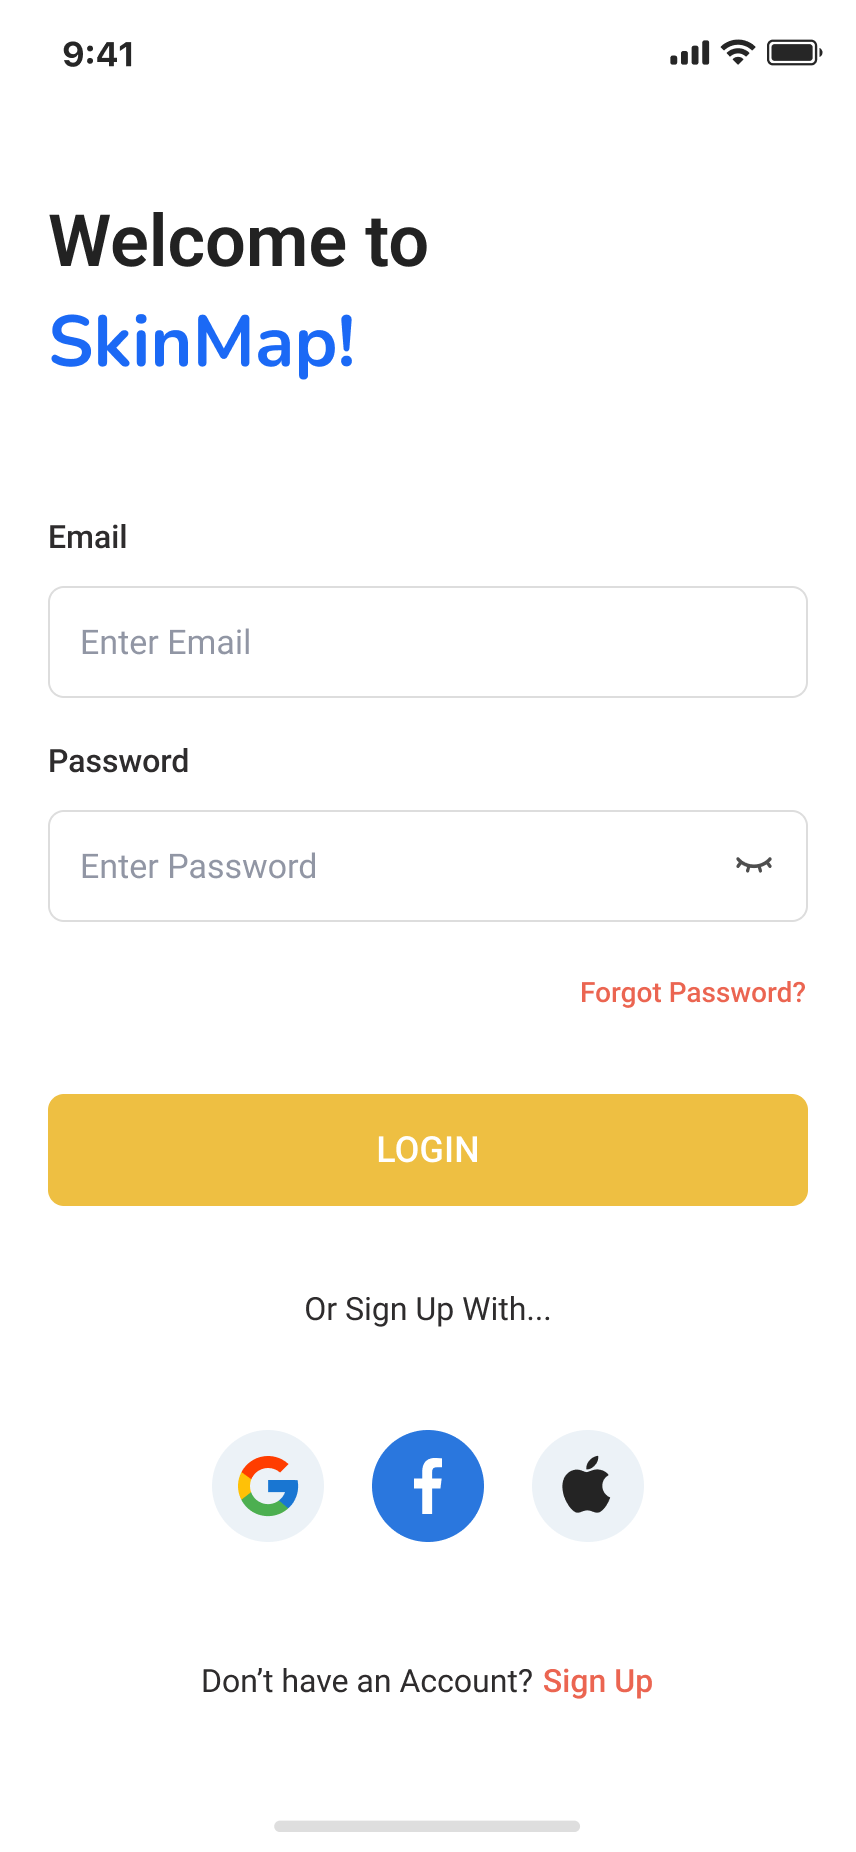 9:41
Welcome to
SkinMap!
Email
Enter Email
Password
Enter Password
Forgot Password?
LOGIN
Or Sign Up With...
Don’t have an Account? Sign Up